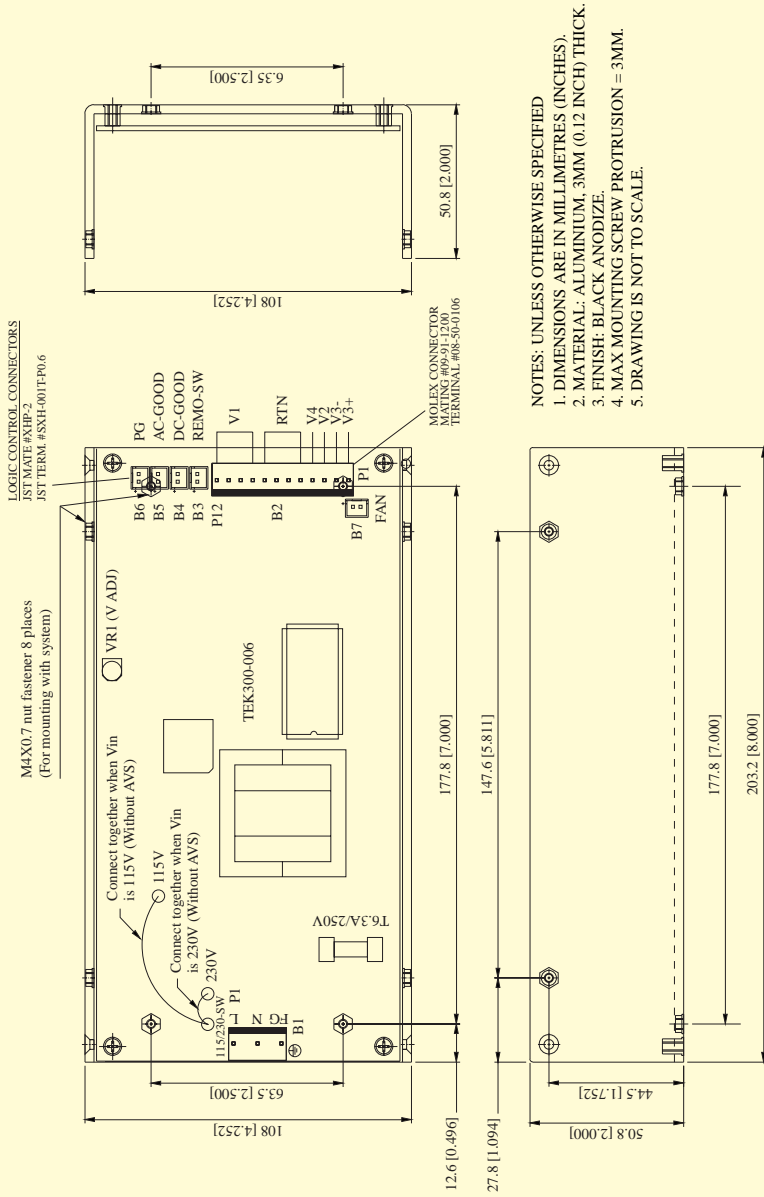 LOGIC CONTROL CONNECTORS
JST MATE #XHP-2
JST TERM. #SXH-001T-P0.6
M4X0.7 nut fastener 8 places
(For mounting with system)
Connect together when Vin
is 115V (Without AVS)
115V
Connect together when Vin
is 230V (Without AVS)
230V
115/230-SW
P1
L
N
FG
B1
T6.3A/250V
VR1 (V ADJ)
TEK300-006
B6
PG
B5
AC-GOOD
B4
DC-GOOD
B3
REMO-SW
P12
V1
B2
RTN
V4
V2
V3-
V3+
P1
B7
FAN
MOLEX CONNECTOR
MATING #09-91-1200
TERMINAL #08-50-0106
108 [4.252]
63.5 [2.500]
12.6 [0.496]
177.8 [7.000]
108 [4.252]
6.35 [2.500]
50.8 [2.000]
27.8 [1.094]
147.6 [5.811]
50.8 [2.000]
44.5 [1.752]
177.8 [7.000]
203.2 [8.000]
NOTES: UNLESS OTHERWISE SPECIFIED
1. DIMENSIONS ARE IN MILLIMETRES (INCHES).
2. MATERIAL: ALUMINIUM, 3MM (0.12 INCH) THICK.
3. FINISH: BLACK ANODIZE.
4. MAX MOUNTING SCREW PROTRUSION = 3MM.
5. DRAWING IS NOT TO SCALE.